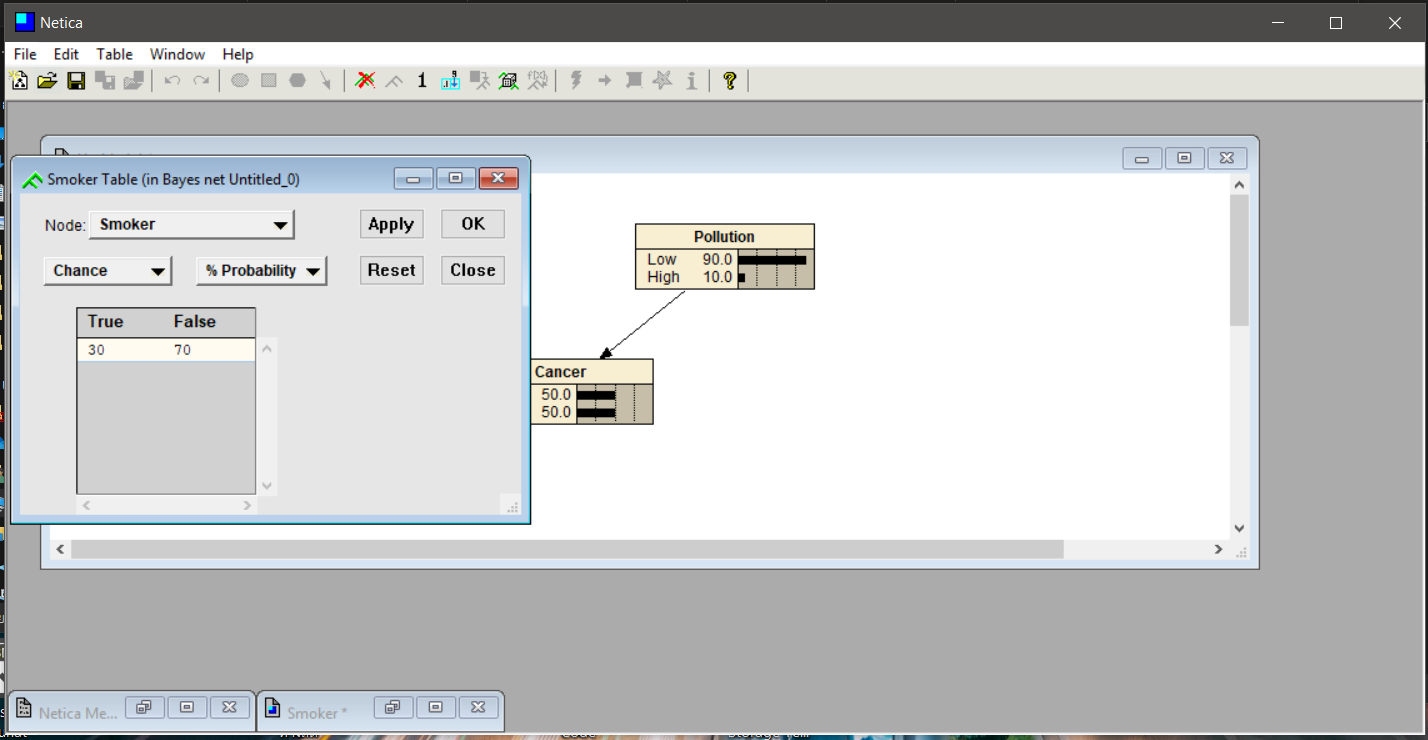 Netica
File Edit Table Window Help
1
Smoker Table (in Bayes net Untitled_0)
Node: Smoker Apply OK
Chance % Probability Reset Close
True False
30 70
Pollution
Low 90.0
High 10.0
Cancer
50.0
50.0
Netica Me... Smoker *